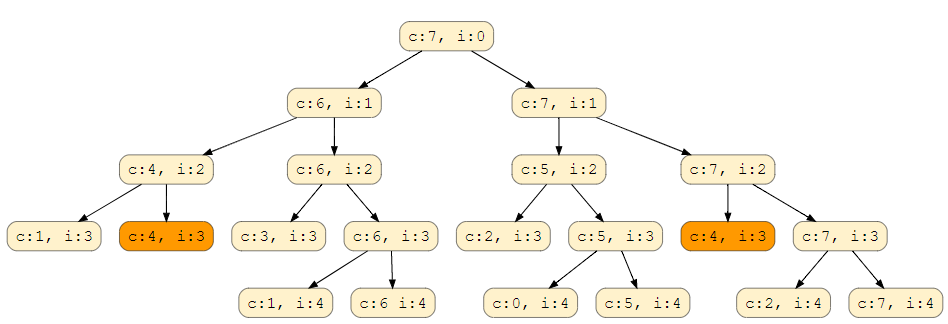 c:7, i:0
c:6, i:1
c:7, i:1
c:4, i:2
c:6, i:2
c:5, i:2
c:7, i:2
c:1, i:3
c:4, i:3
c:3, i:3
c:6, i:3
c:2, i:3
c:5, i:3
c:4, i:3
c:7, i:3
c:1, i:4
c:6 i:4
c:0, i:4
c:5, i:4
c:2, i:4
c:7, i:4